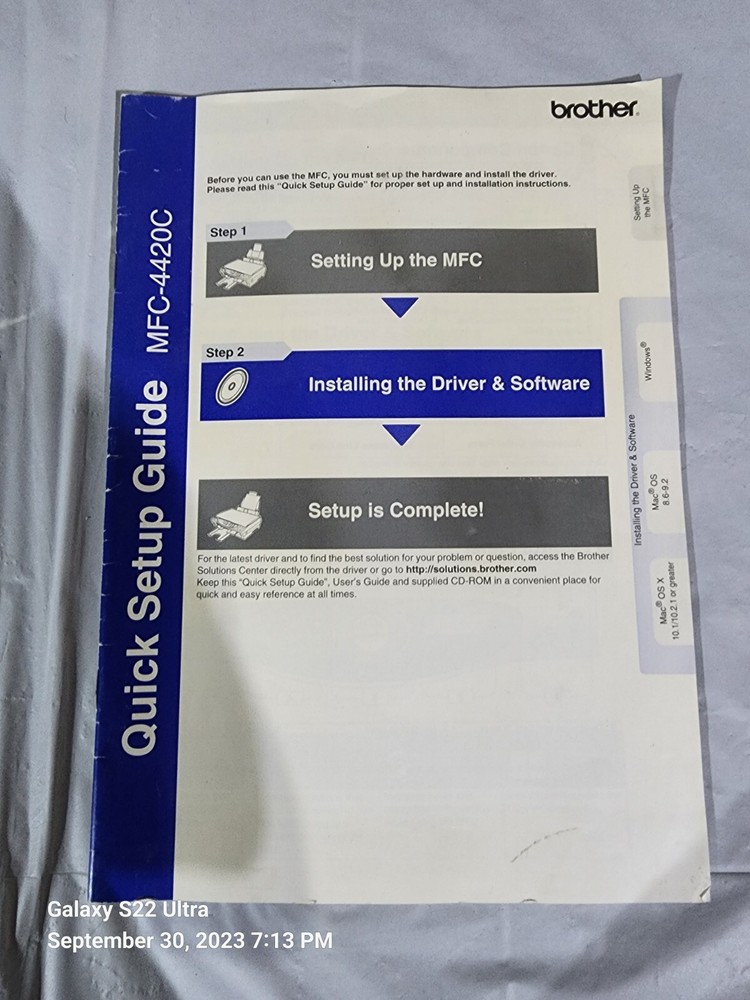 brother.
Before you can use the MFC, you must set up the hardware and install the driver.
Please read this "Quick Setup Guide" for proper set up and installation instructions.
Step 1
Setting Up the MFC
Step 2
Installing the Driver & Software
Setup is Complete!
For the latest driver and to find the best solution for your problem or question, access the Brother
Solutions Center directly from the driver or go to http://solutions.brother.com
Keep this "Quick Setup Guide", User's Guide and supplied CD-ROM in a convenient place for
quick and easy reference at all times.
Quick Setup Guide MFC-4420C
Setting Up
the MFC
Installing the Driver & Software
Windows®
Mac® OS
8.6-9.2
Mac® OS X
10.1/10.2.1 or greater
Galaxy S22 Ultra
September 30, 2023 7:13 PM